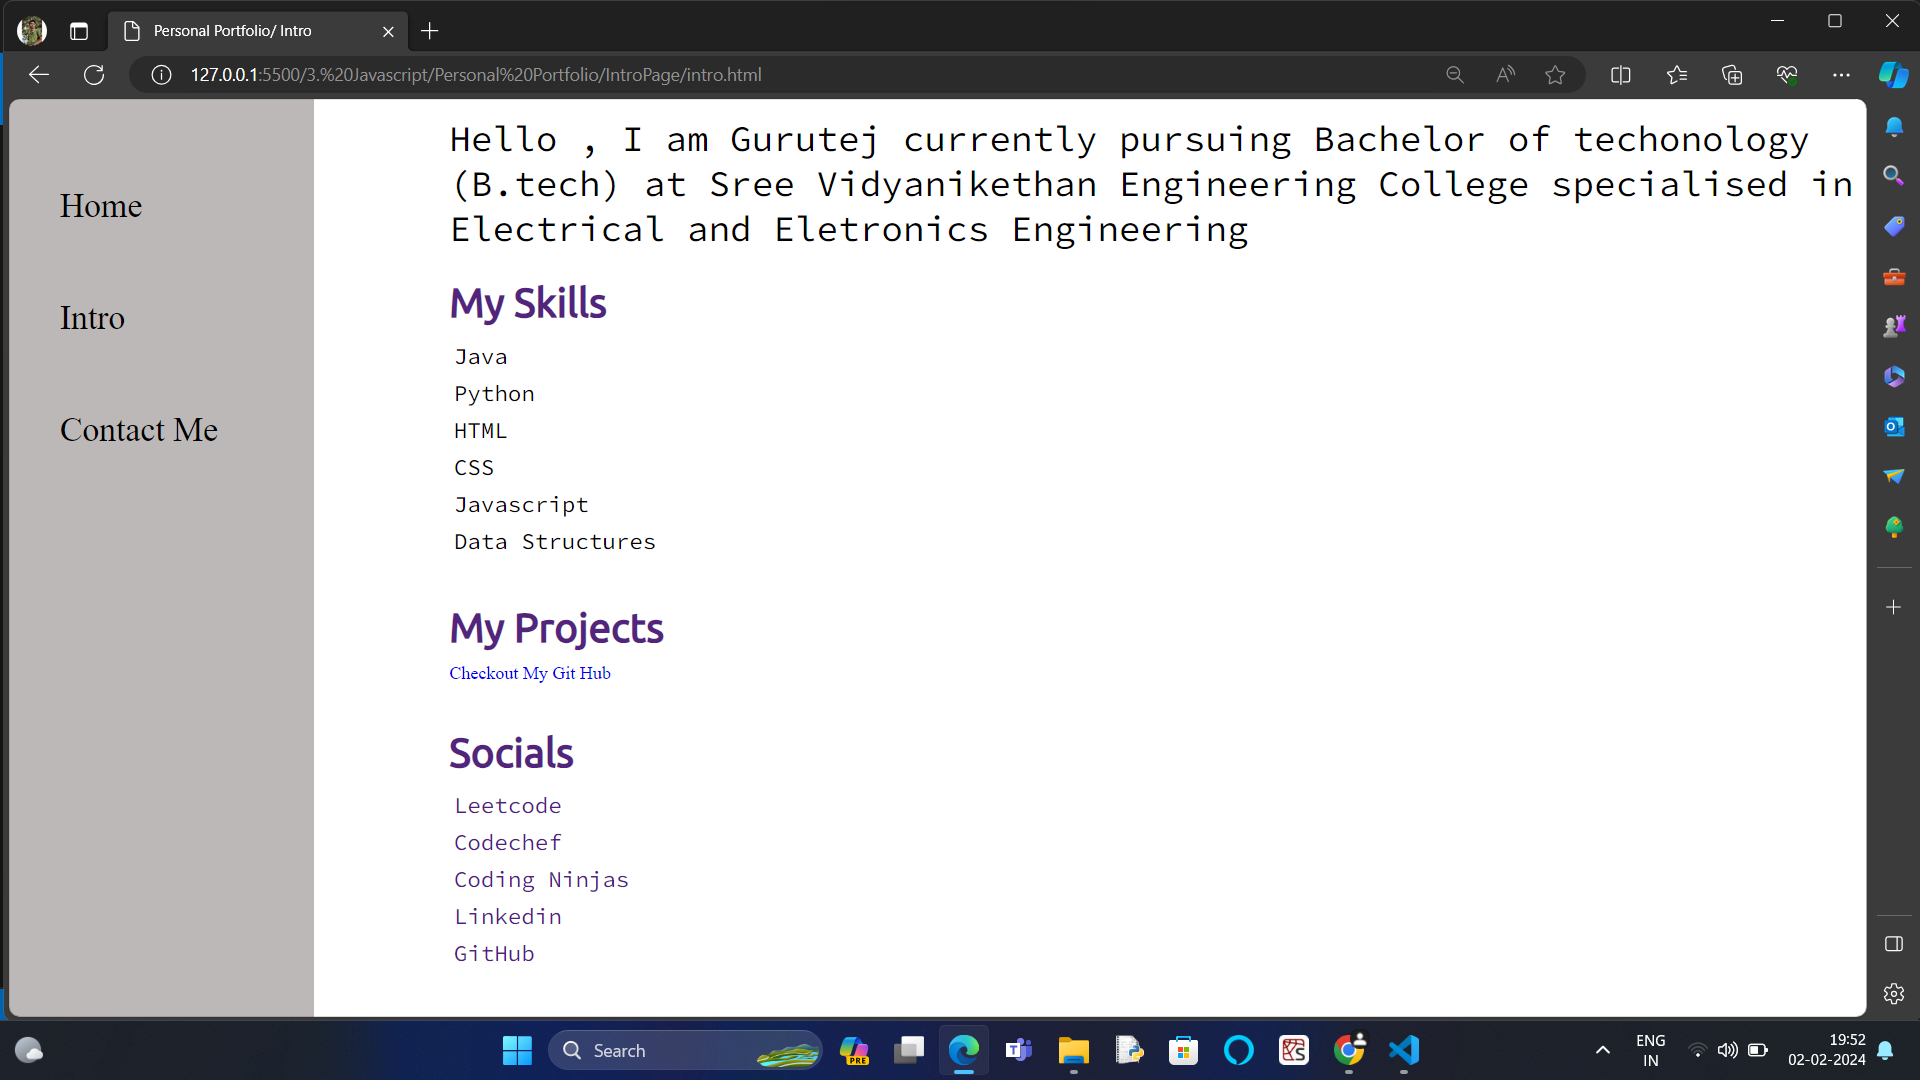 Personal Portfolio/ Intro
127.0.0.1:5500/3.%20Javascript/Personal%20Portfolio/IntroPage/intro.html
Home
Intro
Contact Me
Hello , I am Gurutej currently pursuing Bachelor of techonology
(B.tech) at Sree Vidyanikethan Engineering College specialised in
Electrical and Eletronics Engineering
My Skills
Java
Python
HTML
CSS
Javascript
Data Structures
My Projects
Checkout My Git Hub
Socials
Leetcode
Codechef
Coding Ninjas
Linkedin
GitHub
Search
PRE
ENG
IN
19:52
02-02-2024